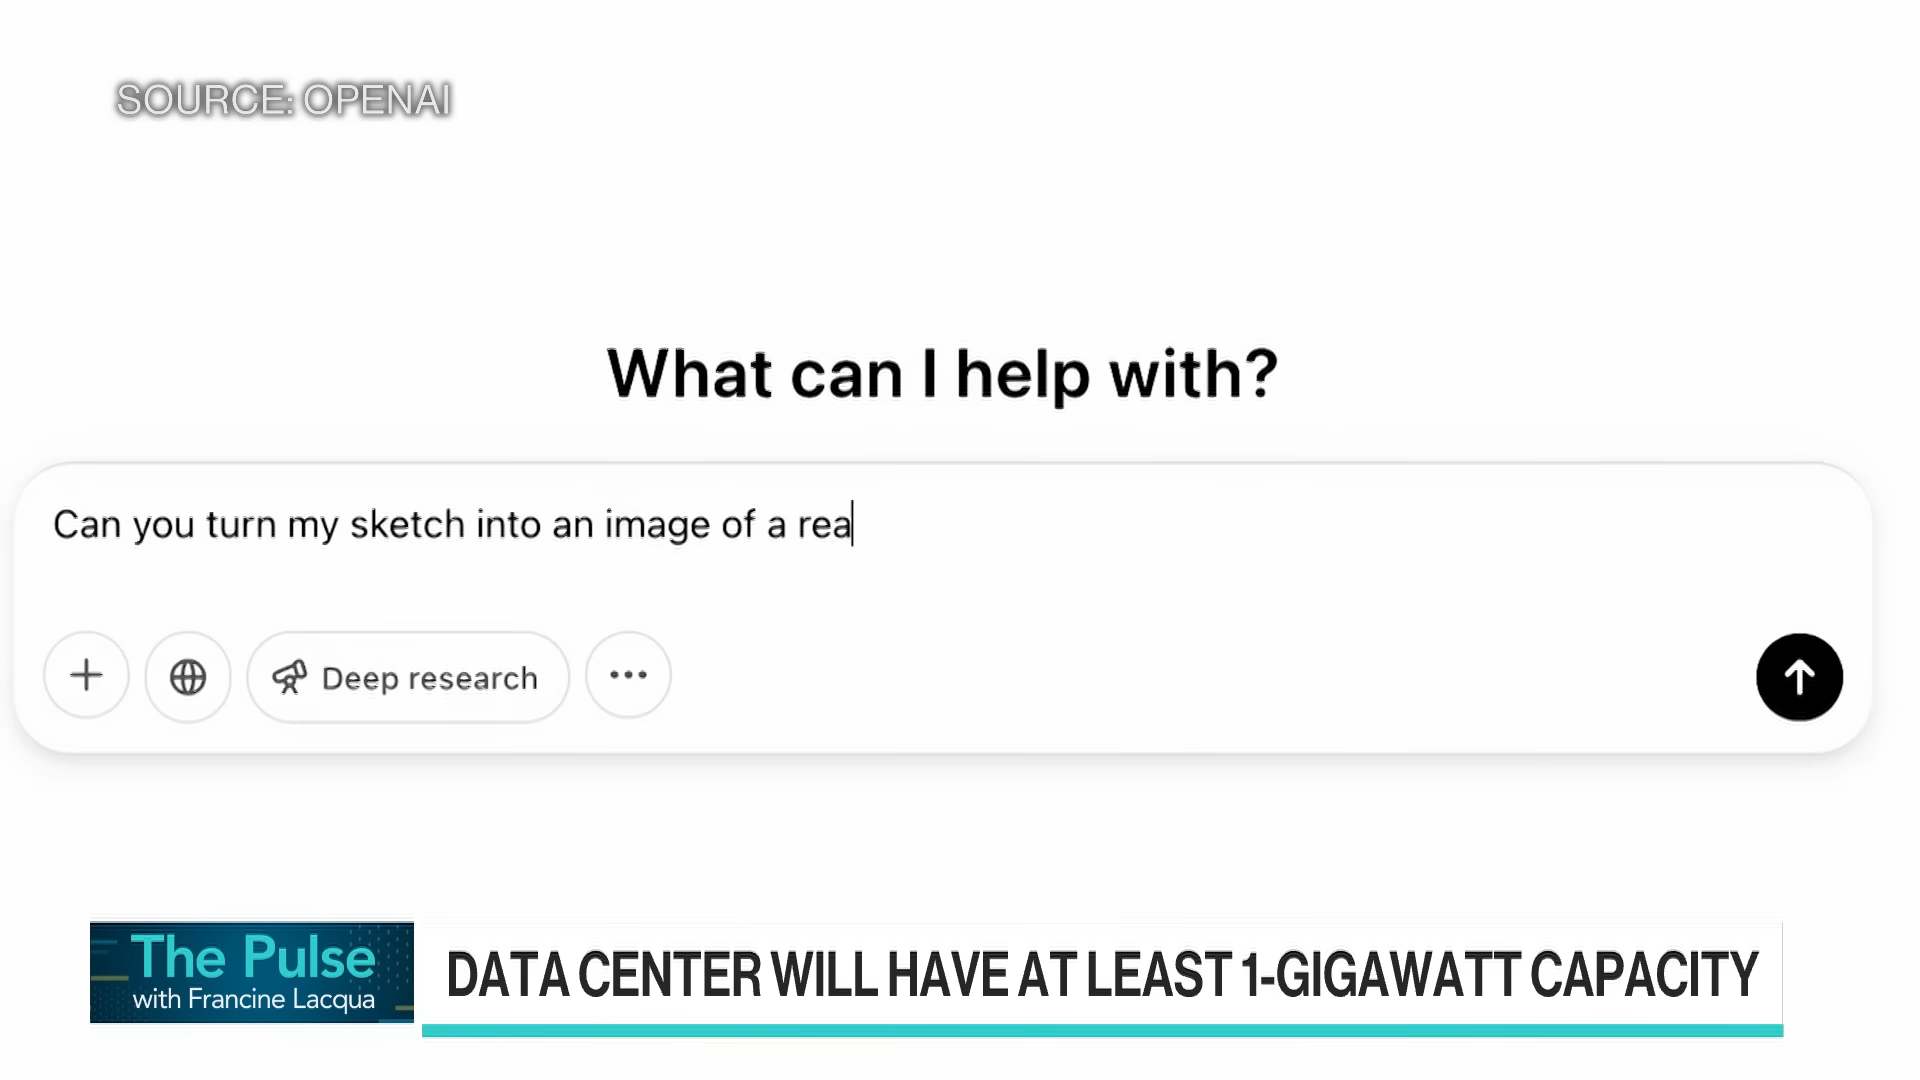 SOURCE: OPENAI
What can I help with?
Can you turn my sketch into an image of a rea
Deep research
The Pulse
with Francine Lacqua
DATA CENTER WILL HAVE AT LEAST 1-GIGAWATT CAPACITY